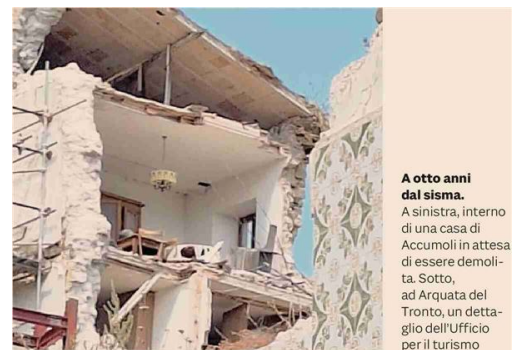 A otto anni
dal sisma.
A sinistra, interno
di una casa di
Accumoli in attesa
di essere demoli-
ta. Sotto,
ad Arquata del
Tronto, un detta-
glio dell'Ufficio
per il turismo